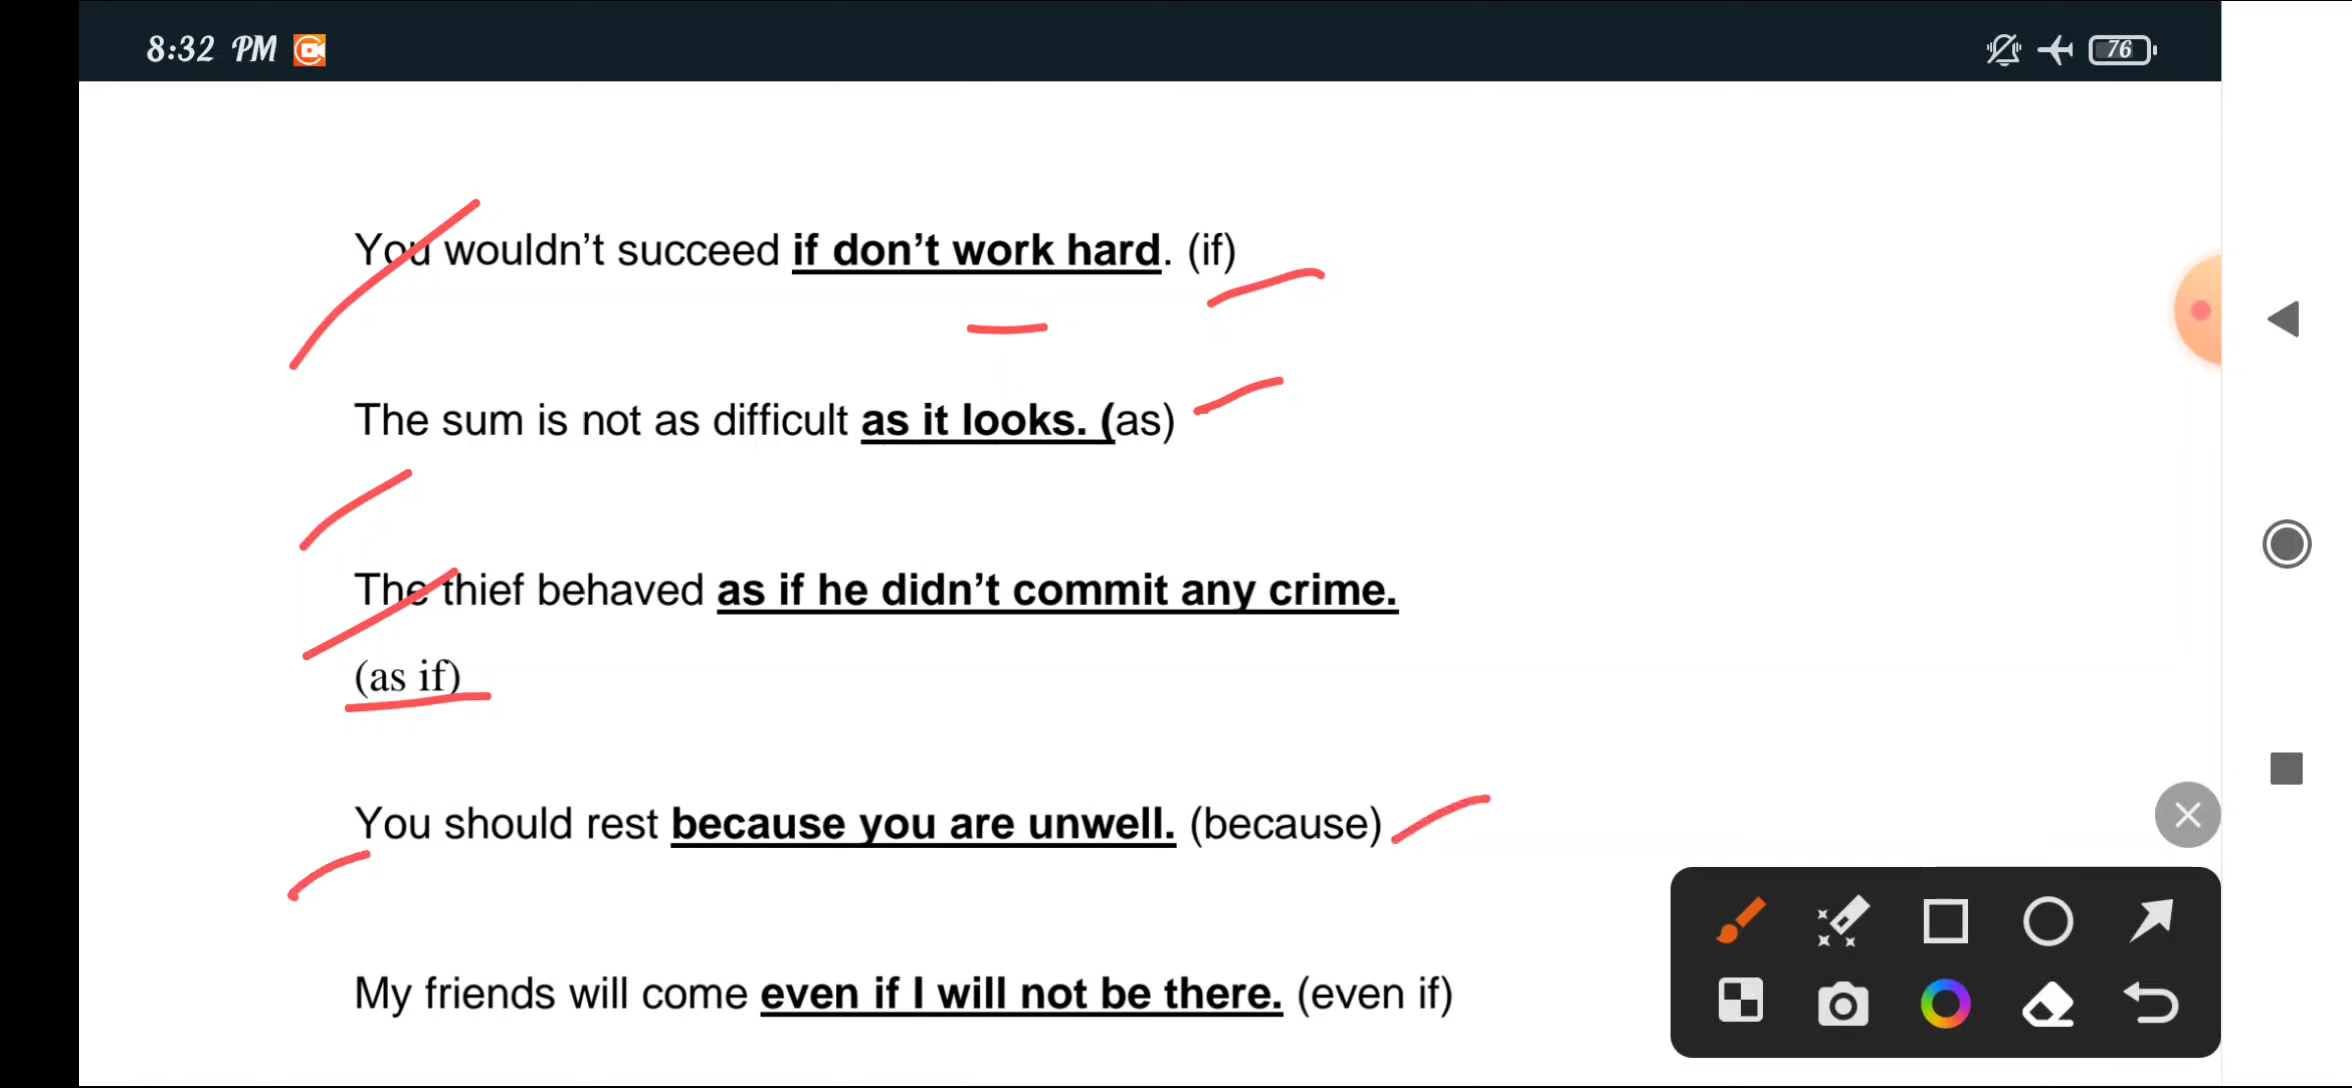 8:32 PM
76
You wouldn't succeed if don't work hard. (if)
The sum is not as difficult as it looks. (as)
The thief behaved as if he didn't commit any crime.
(as if)
You should rest because you are unwell. (because)
My friends will come even if I will not be there. (even if)